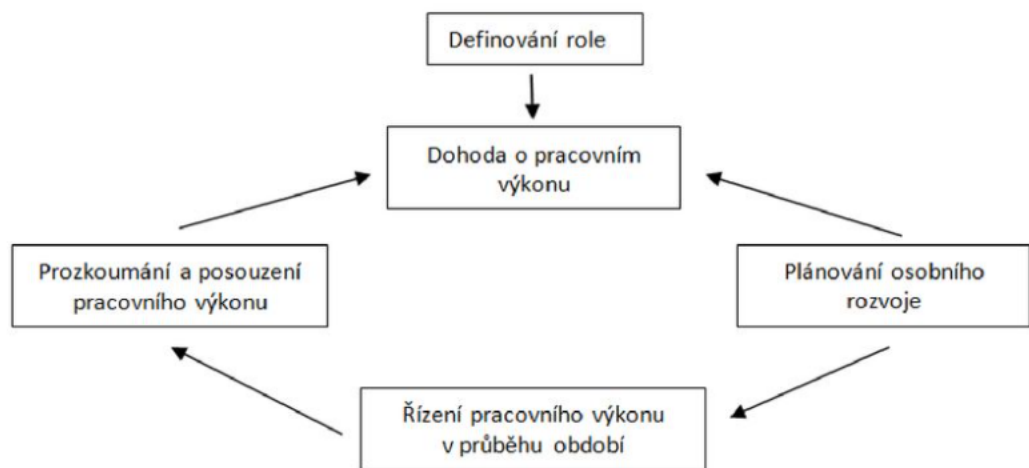 Definování role
Dohoda o pracovním
výkonu
Prozkoumání a posouzení
pracovního výkonu
Plánování osobního
rozvoje
Řízení pracovního výkonu
v průběhu období